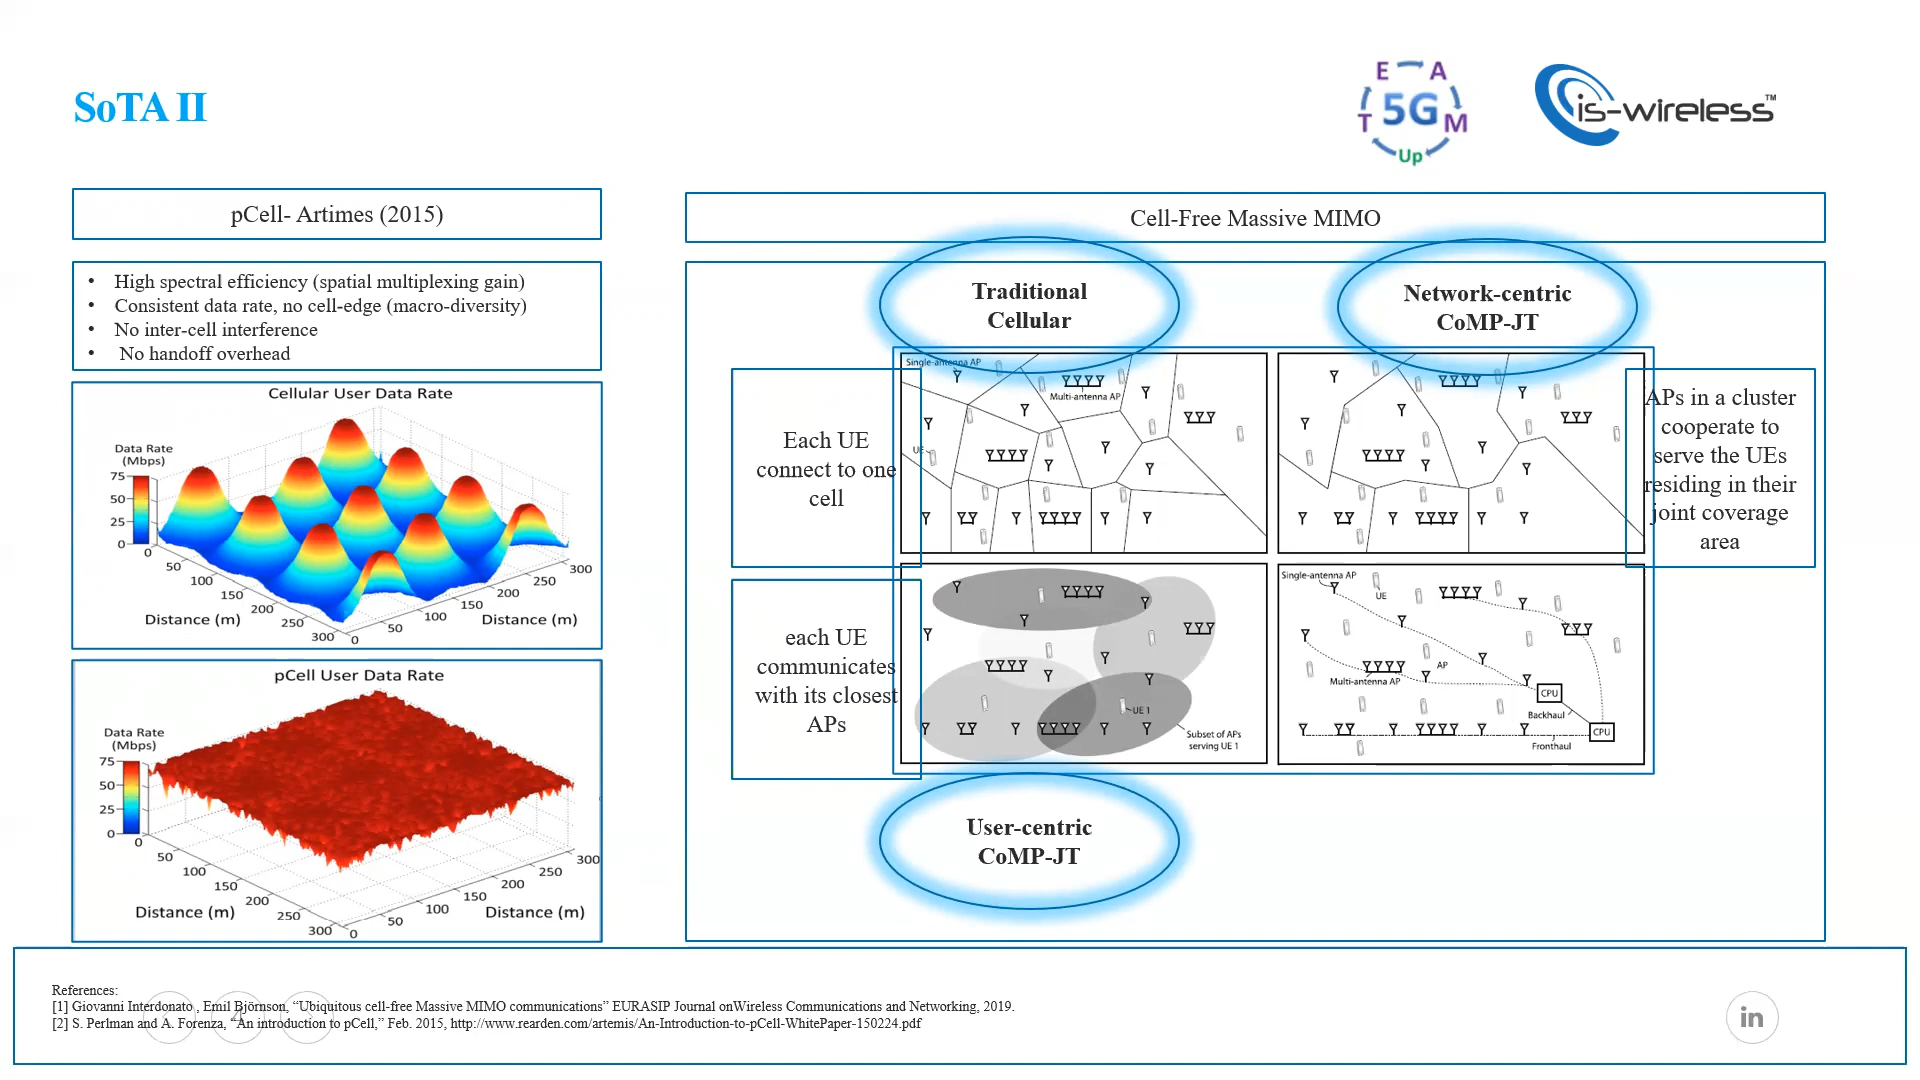 SoTA II
E A
T 5G M
Up
is-wireless™
pCell- Artimes (2015)
• High spectral efficiency (spatial multiplexing gain)
• Consistent data rate, no cell-edge (macro-diversity)
• No inter-cell interference
• No handoff overhead
Cellular User Data Rate
Data Rate
(Mbps)
75
50
25
0
0
50
100
150
200
250
300
Distance (m)
0
50
100
150
200
250
300
Distance (m)
pCell User Data Rate
Data Rate
(Mbps)
75
50
25
0
0
50
100
150
200
250
300
Distance (m)
0
50
100
150
200
250
300
Distance (m)
Cell-Free Massive MIMO
Traditional
Cellular
Network-centric
CoMP-JT
Each UE
connect to one
cell
Single-antenna AP
Multi-antenna AP
UE
APs in a cluster
cooperate to
serve the UEs
residing in their
joint coverage
area
each UE
communicates
with its closest
APs
UE 1
Subset of APs
serving UE 1
Single-antenna AP
UE
AP
Multi-antenna AP
CPU
Backhaul
CPU
Fronthaul
User-centric
CoMP-JT
References:
[1] Giovanni Interdonato , Emil Björnson, “Ubiquitous cell-free Massive MIMO communications” EURASIP Journal onWireless Communications and Networking, 2019.
[2] S. Perlman and A. Forenza, “An introduction to pCell,” Feb. 2015, http://www.rearden.com/artemis/An-Introduction-to-pCell-WhitePaper-150224.pdf
in